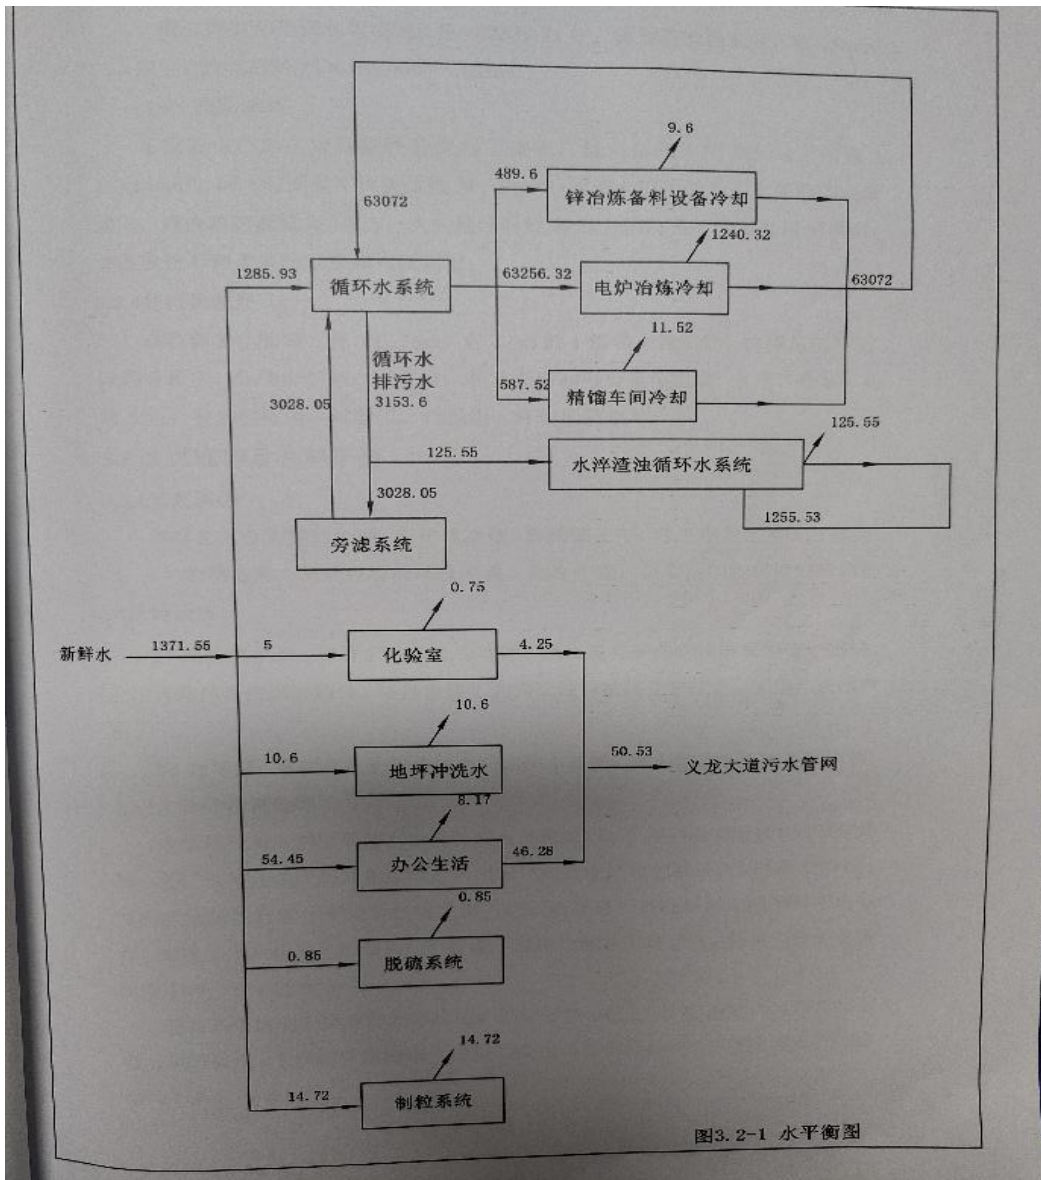 9.6
489.6
锌冶炼备料设备冷却
63072
1240.32
1285.93
循环水系统
63256.32
电炉冶炼冷却
63072
11.52
循环水
排污水
3153.6
3028.05
587.52
精馏车间冷却
125.55
125.55
水淬渣浊循环水系统
3028.05
1255.53
旁滤系统
0.75
新鲜水
1371.55
5
化验室
4.25
10.6
10.6
地坪冲洗水
50.53
义龙大道污水管网
8.17
54.45
办公生活
46.28
0.85
0.85
脱硫系统
14.72
14.72
制粒系统
图3.2-1 水平衡图